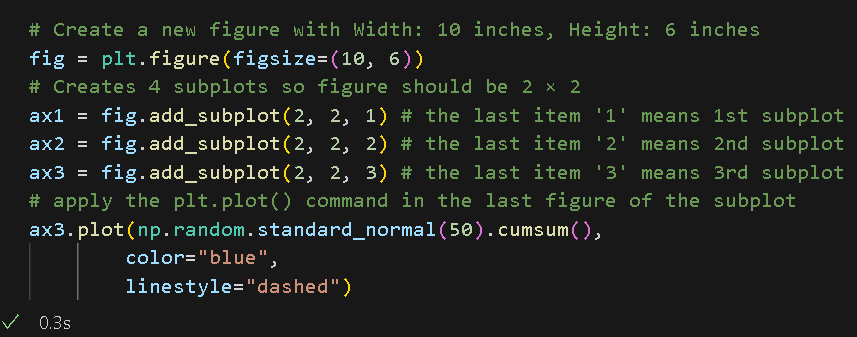 # Create a new figure with Width: 10 inches, Height: 6 inches
fig = plt.figure(figsize=(10, 6))
# Creates 4 subplots so figure should be 2 × 2
ax1 = fig.add_subplot(2, 2, 1) # the last item '1' means 1st subplot
ax2 = fig.add_subplot(2, 2, 2) # the last item '2' means 2nd subplot
ax3 = fig.add_subplot(2, 2, 3) # the last item '3' means 3rd subplot
# apply the plt.plot() command in the last figure of the subplot
ax3.plot(np.random.standard_normal(50).cumsum(),
color="blue",
linestyle="dashed")
0.3s